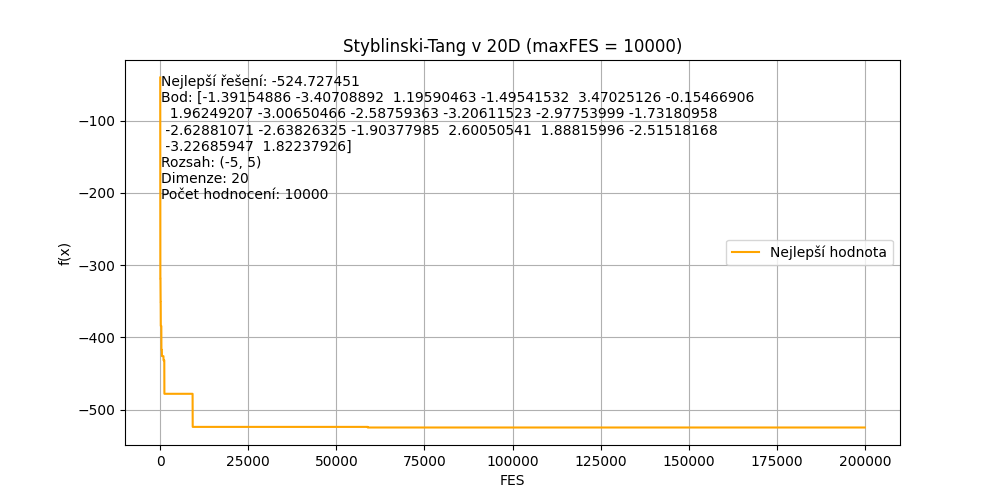 Styblinski-Tang v 20D (maxFES = 10000)
Nejlepší řešení: -524.727451
Bod: [-1.39154886 -3.40708892  1.19590463 -1.49541532  3.47025126 -0.15466906
1.96249207 -3.00650466 -2.58759363 -3.20611523 -2.97753999 -1.73180958
-2.62881071 -2.63826325 -1.90377985  2.60050541  1.88815996 -2.51518168
-3.22685947  1.82237926]
Rozsah: (-5, 5)
Dimenze: 20
Počet hodnocení: 10000
−100
−200
−300
−400
−500
f(x)
Nejlepší hodnota
0 25000 50000 75000 100000 125000 150000 175000 200000
FES